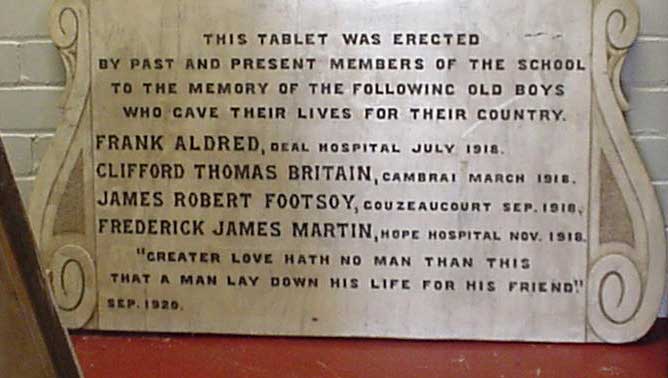 THIS TABLET WAS ERECTED
BY PAST AND PRESENT MEMBERS OF THE SCHOOL
TO THE MEMORY OF THE FOLLOWING OLD BOYS
WHO GAVE THEIR LIVES FOR THEIR COUNTRY.
FRANK ALDRED, DEAL HOSPITAL JULY 1918.
CLIFFORD THOMAS BRITAIN, CAMBRAI MARCH 1918.
JAMES ROBERT FOOTSOY, GOUZEAUCOURT SEP. 1918.
FREDERICK JAMES MARTIN, HOPE HOSPITAL NOV. 1918.
"GREATER LOVE HATH NO MAN THAN THIS
THAT A MAN LAY DOWN HIS LIFE FOR HIS FRIEND."
SEP. 1920.